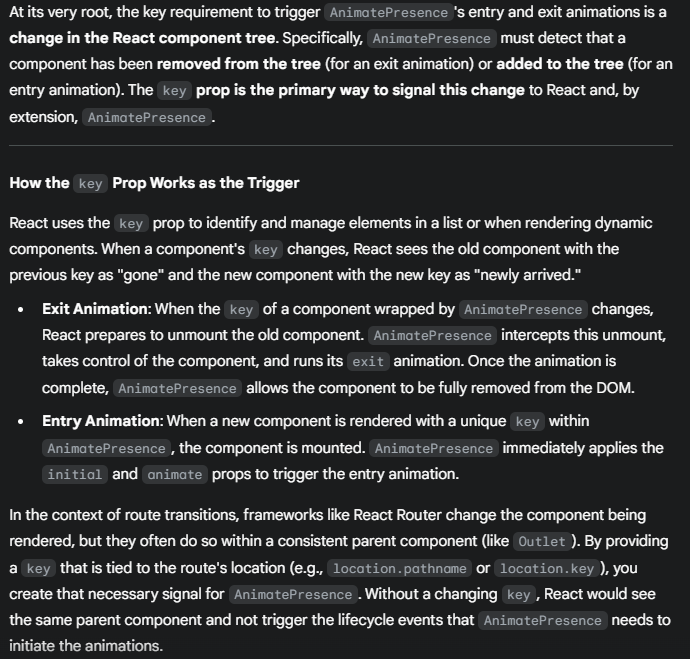 At its very root, the key requirement to trigger AnimatePresence's entry and exit animations is a
change in the React component tree. Specifically, AnimatePresence must detect that a
component has been removed from the tree (for an exit animation) or added to the tree (for an
entry animation). The key prop is the primary way to signal this change to React and, by
extension, AnimatePresence.
How the key Prop Works as the Trigger
React uses the key prop to identify and manage elements in a list or when rendering dynamic
components. When a component's key changes, React sees the old component with the
previous key as "gone" and the new component with the new key as "newly arrived."
• Exit Animation: When the key of a component wrapped by AnimatePresence changes,
React prepares to unmount the old component. AnimatePresence intercepts this unmount,
takes control of the component, and runs its exit animation. Once the animation is
complete, AnimatePresence allows the component to be fully removed from the DOM.
• Entry Animation: When a new component is rendered with a unique key within
AnimatePresence, the component is mounted. AnimatePresence immediately applies the
initial and animate props to trigger the entry animation.
In the context of route transitions, frameworks like React Router change the component being
rendered, but they often do so within a consistent parent component (like Outlet). By providing
a key that is tied to the route's location (e.g., location.pathname or location.key), you
create that necessary signal for AnimatePresence. Without a changing key, React would see
the same parent component and not trigger the lifecycle events that AnimatePresence needs to
initiate the animations.